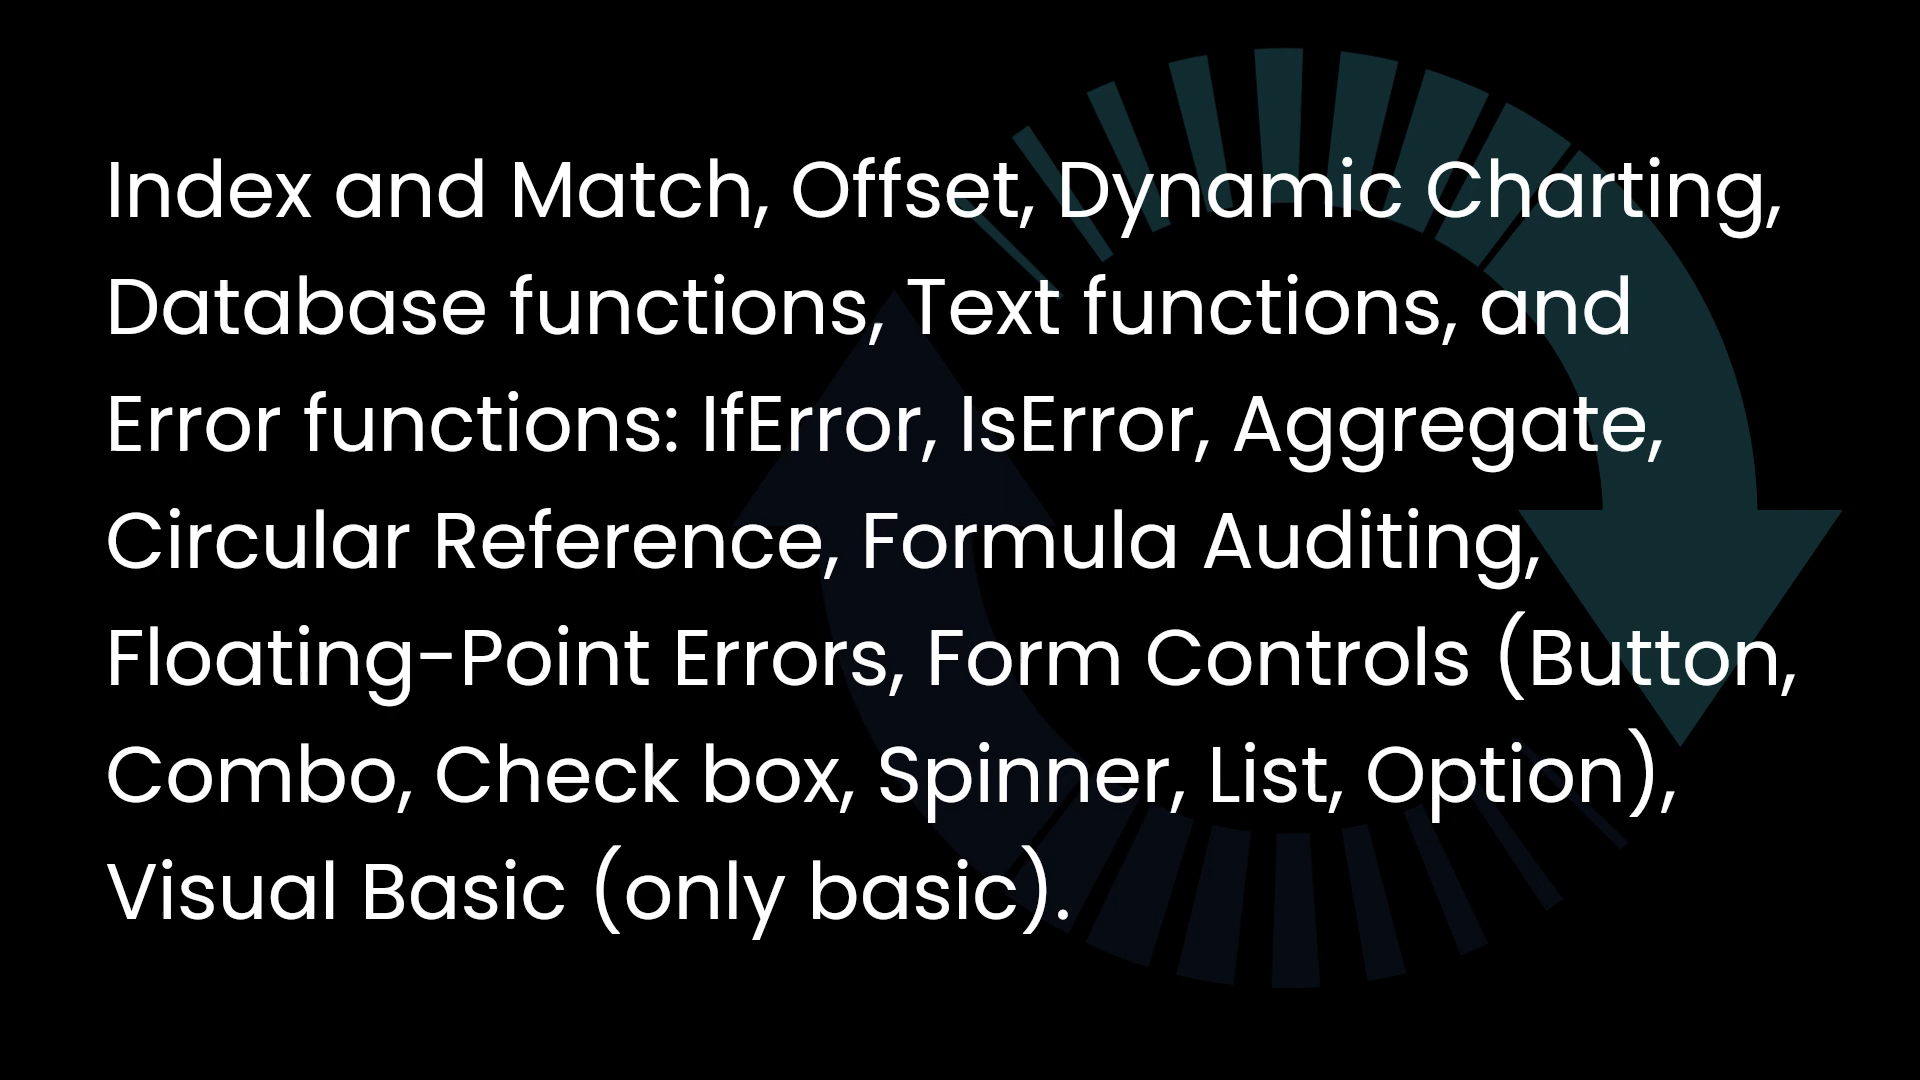 Index and Match, Offset, Dynamic Charting,
Database functions, Text functions, and
Error functions: IfError, IsError, Aggregate,
Circular Reference, Formula Auditing,
Floating-Point Errors, Form Controls (Button,
Combo, Check box, Spinner, List, Option),
Visual Basic (only basic).